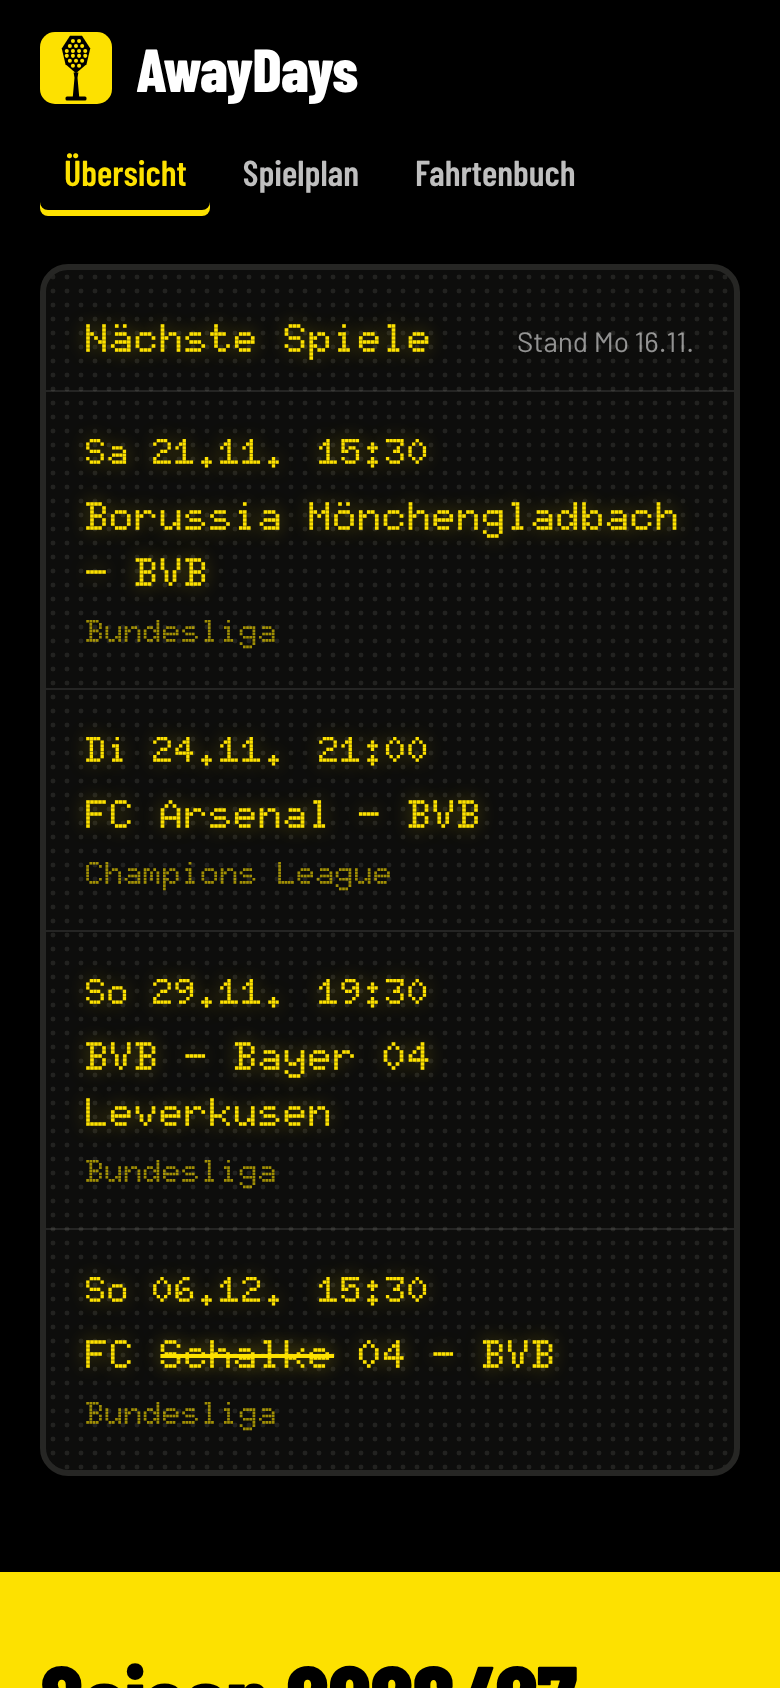 AwayDays
Übersicht Spielplan Fahrtenbuch
Nächste Spiele Stand Mo 16.11.
Sa 21.11. 15:30
Borussia Mönchengladbach
– BVB
Bundesliga
Di 24.11. 21:00
FC Arsenal – BVB
Champions League
So 29.11. 19:30
BVB – Bayer 04
Leverkusen
Bundesliga
So 06.12. 15:30
FC Schalke 04 – BVB
Bundesliga
Saison